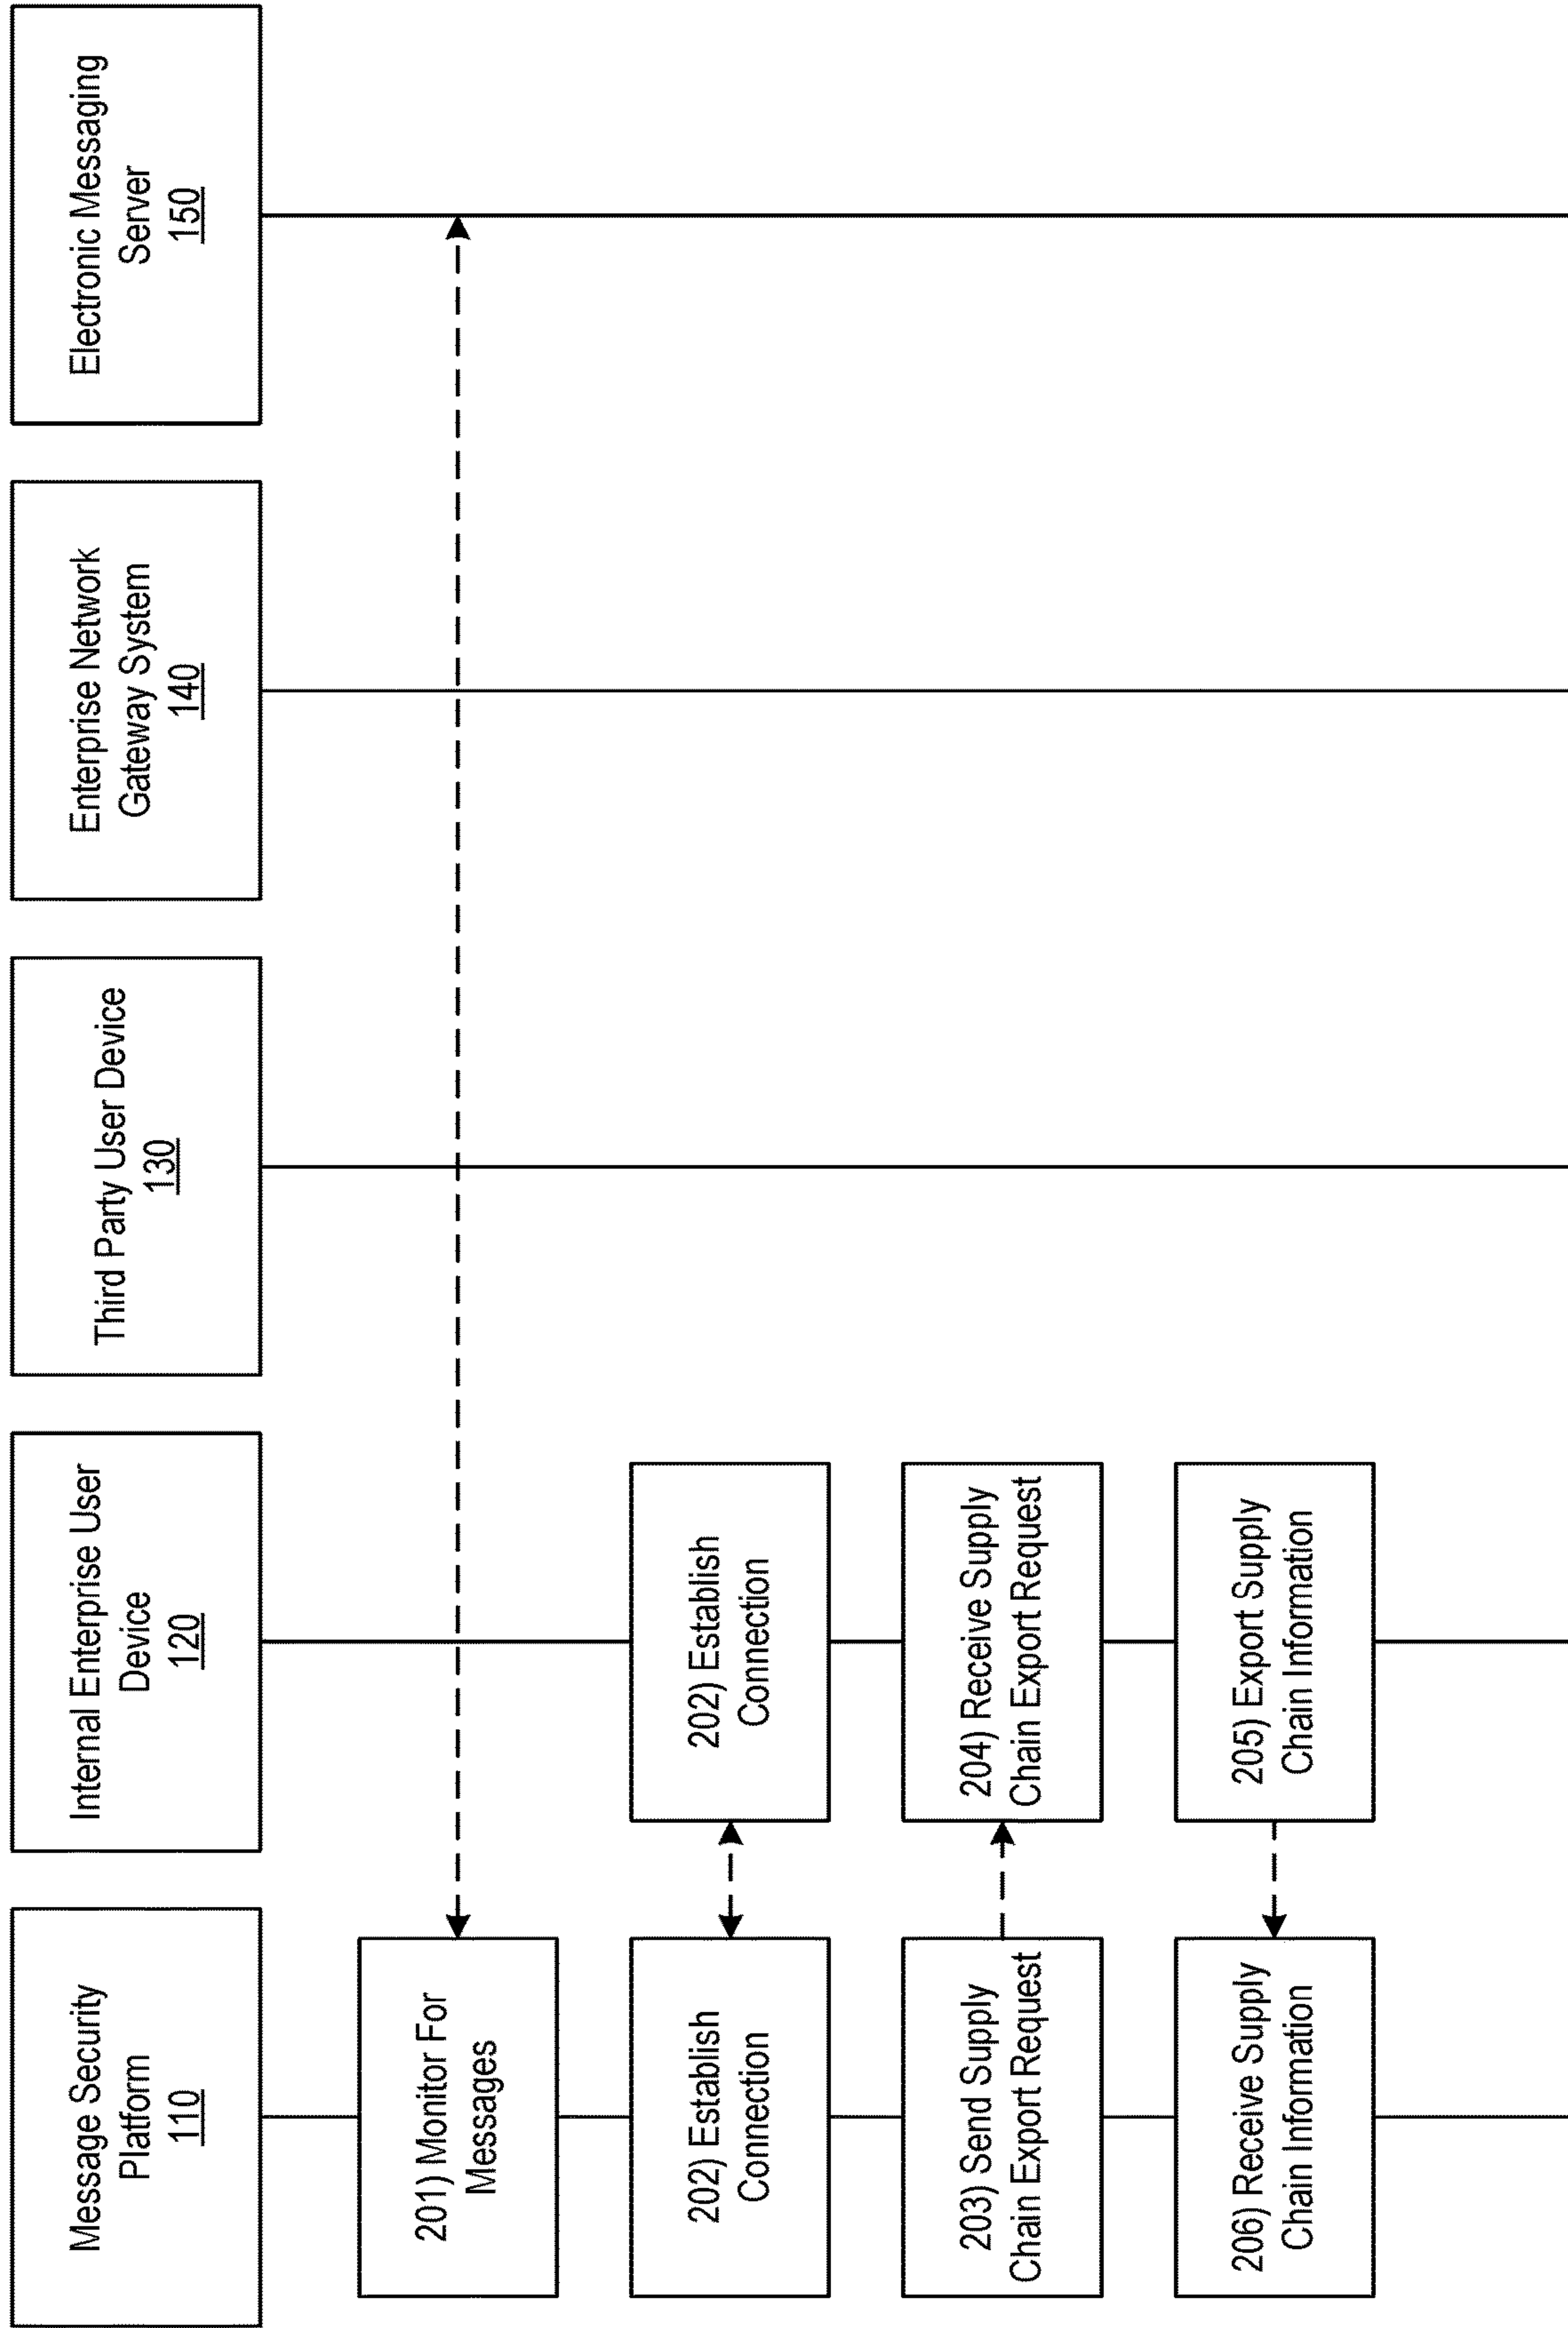 Message Security
Platform
110
Internal Enterprise User
Device
120
Third Party User Device
130
Enterprise Network
Gateway System
140
Electronic Messaging
Server
150
201) Monitor For
Messages
202) Establish
Connection
202) Establish
Connection
203) Send Supply
Chain Export Request
204) Receive Supply
Chain Export Request
206) Receive Supply
Chain Information
205) Export Supply
Chain Information